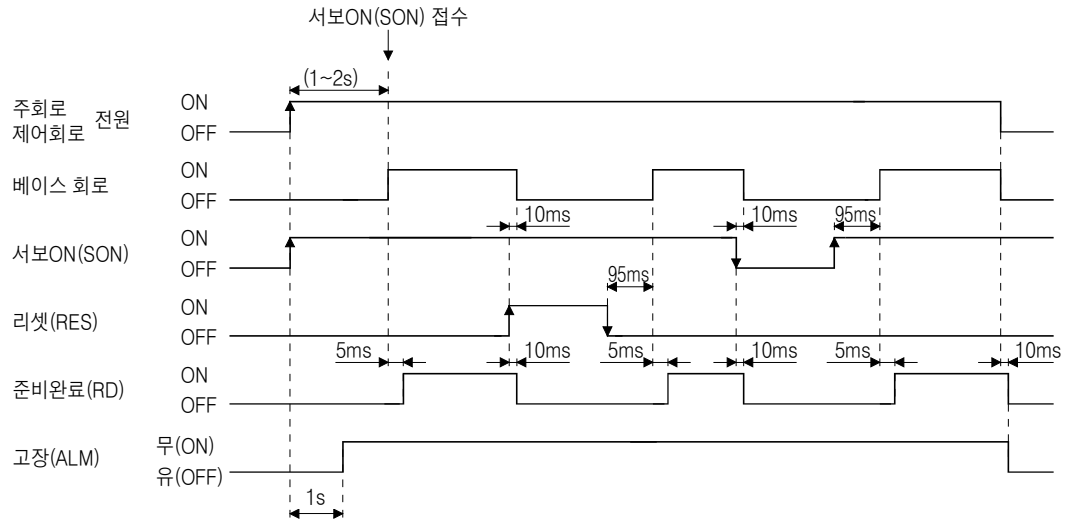 서보ON(SON) 접수
(1~2s)
주회로
제어회로 전원
ON
OFF
베이스 회로
ON
OFF
10ms
10ms
95ms
서보ON(SON)
ON
OFF
95ms
리셋(RES)
ON
OFF
5ms
10ms
5ms
10ms
5ms
10ms
준비완료(RD)
ON
OFF
고장(ALM)
무(ON)
유(OFF)
1s